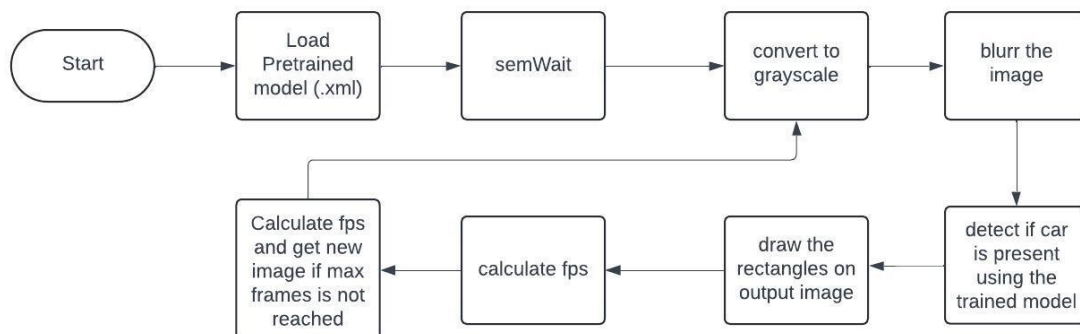 Start
Load
Pretrained
model (.xml)
semWait
convert to
grayscale
blurr the
image
detect if car
is present
using the
trained model
draw the
rectangles on
output image
calculate fps
Calculate fps
and get new
image if max
frames is not
reached